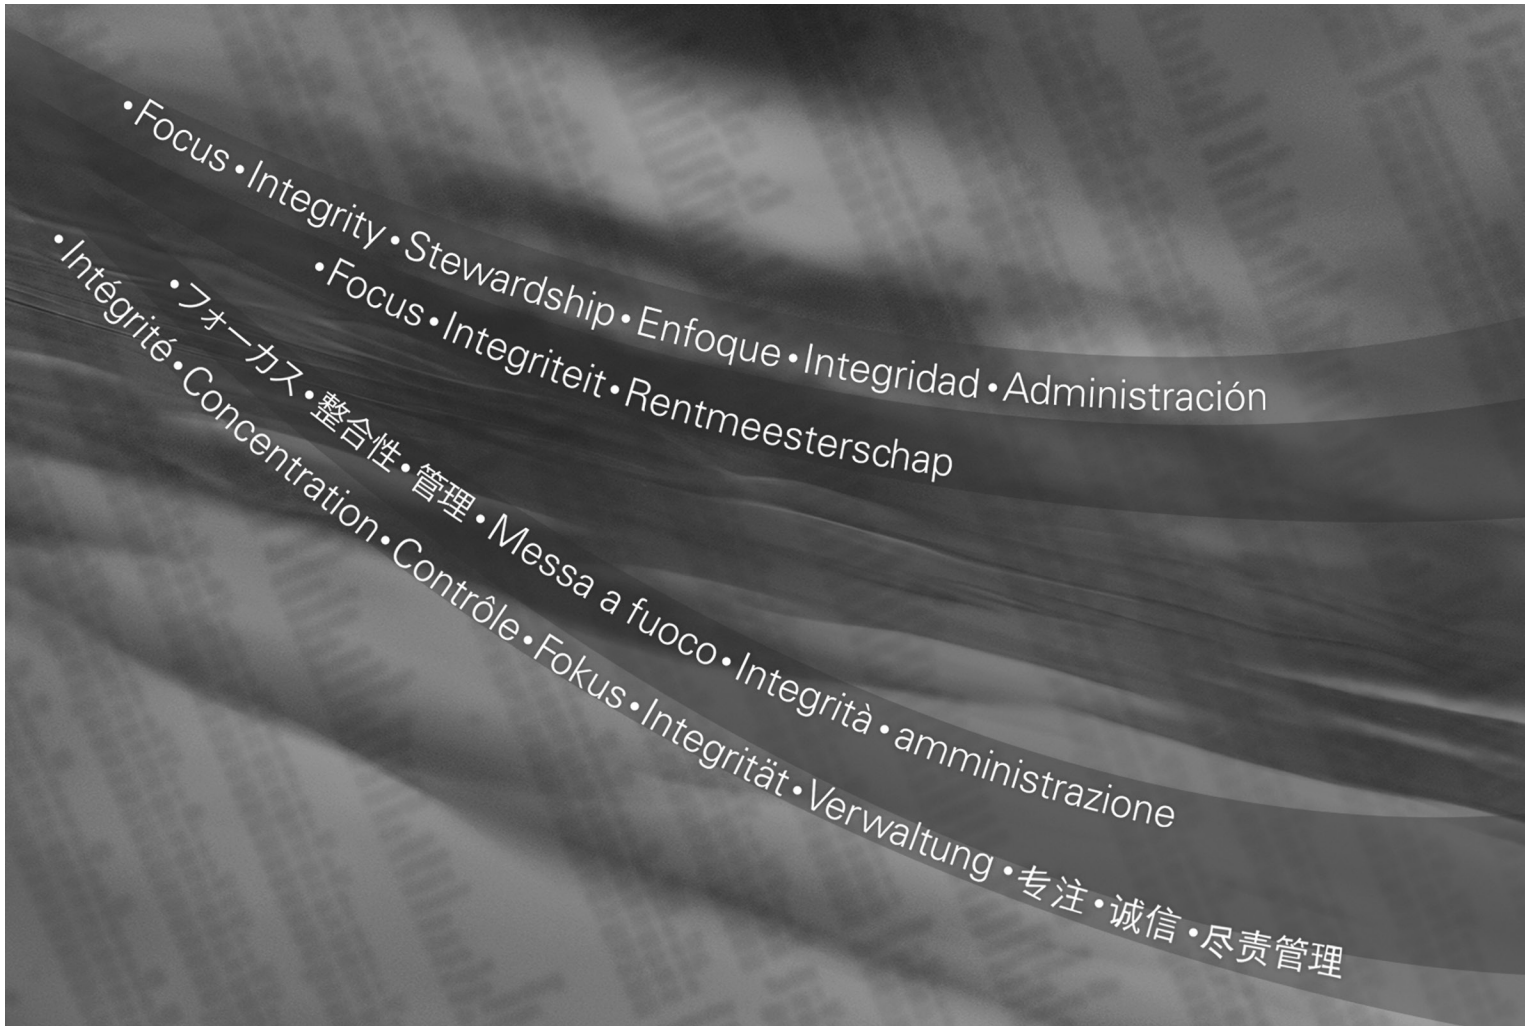 •Focus•Integrity•Stewardship•Enfoque•Integridad•Administración
•Focus•Integriteit•Rentmeesterschap
•フォーカス•整合性•管理•Messa a fuoco•Integrità•amministrazione
•Intégrité•Concentration•Contrôle•Fokus•Integrität•Verwaltung•专注•诚信•尽责管理